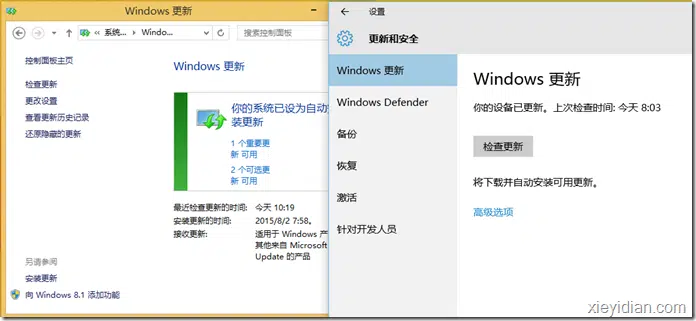 Windows 更新
系统...
Windo...
搜索控制面板
控制面板主页
检查更新
更改设置
查看更新历史记录
还原隐藏的更新
另请参阅
安装更新
向 Windows 8.1 添加功能
Windows 更新
你的系统已设为自动安
装更新
1 个重要更
新 可用
2 个可选更
新 可用
最近检查更新的时间: 今天 10:19
安装更新的时间: 2015/8/2 7:58。
接收更新: 适用于 Windows 产
其他来自 Microsoft
Update 的产品
设置
更新和安全
Windows 更新
Windows Defender
备份
恢复
激活
针对开发人员
Windows 更新
你的设备已更新。上次检查时间: 今天 8:03
检查更新
将下载并自动安装可用更新。
高级选项
xieyidian.com